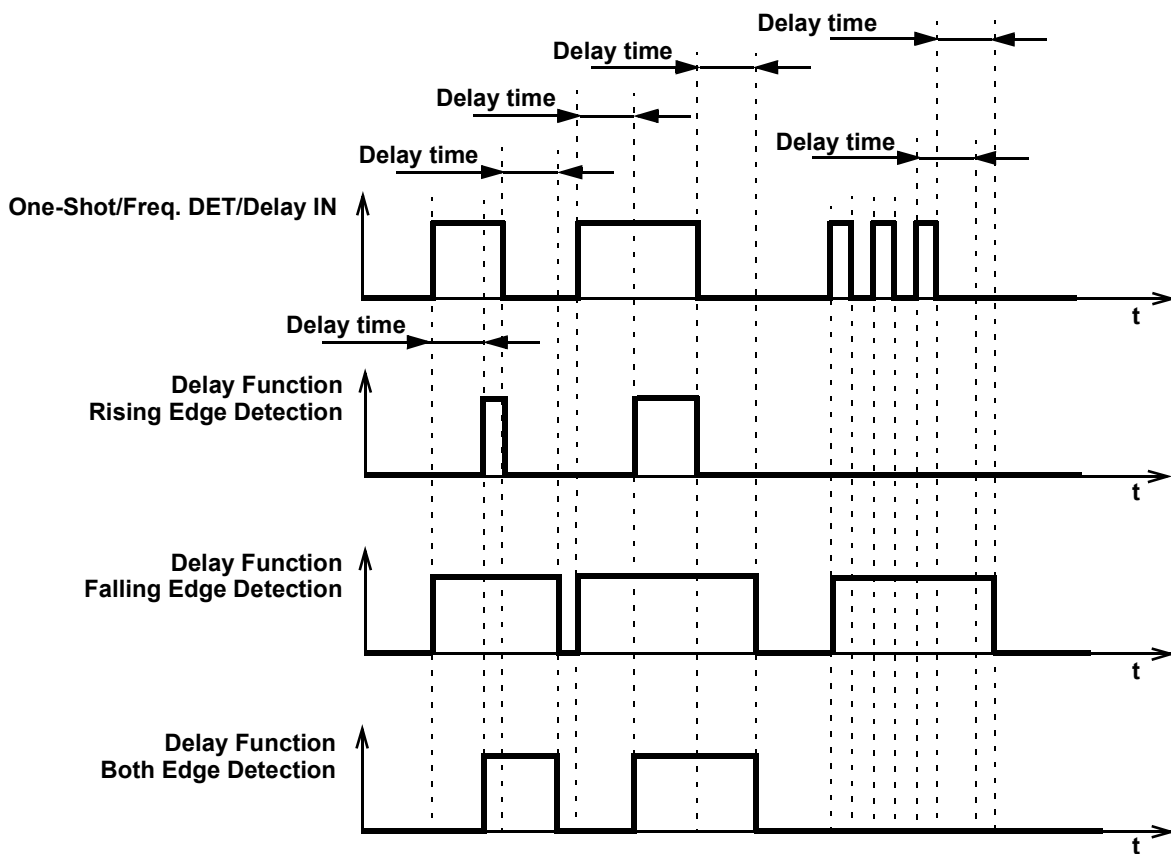 Delay time
Delay time
Delay time
Delay time
Delay time
One-Shot/Freq. DET/Delay IN
t
Delay time
Delay Function
Rising Edge Detection
t
Delay Function
Falling Edge Detection
t
Delay Function
Both Edge Detection
t